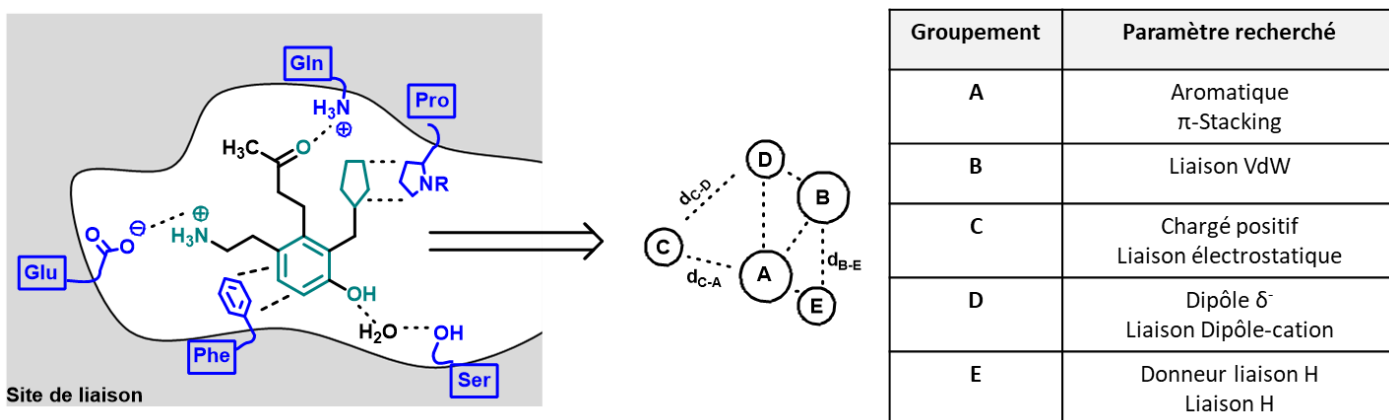 Gln
H₃N
⊕
Pro
H₃C
O
NR
⊕
H₃N
⊖
O
O
Glu
OH
H₂O
OH
Phe
Ser
Site de liaison
D
B
C
A
E
dC-D
dC-A
dB-E
Groupement
Paramètre recherché
A
Aromatique
π-Stacking
B
Liaison VdW
C
Chargé positif
Liaison électrostatique
D
Dipôle δ⁻
Liaison Dipôle-cation
E
Donneur liaison H
Liaison H